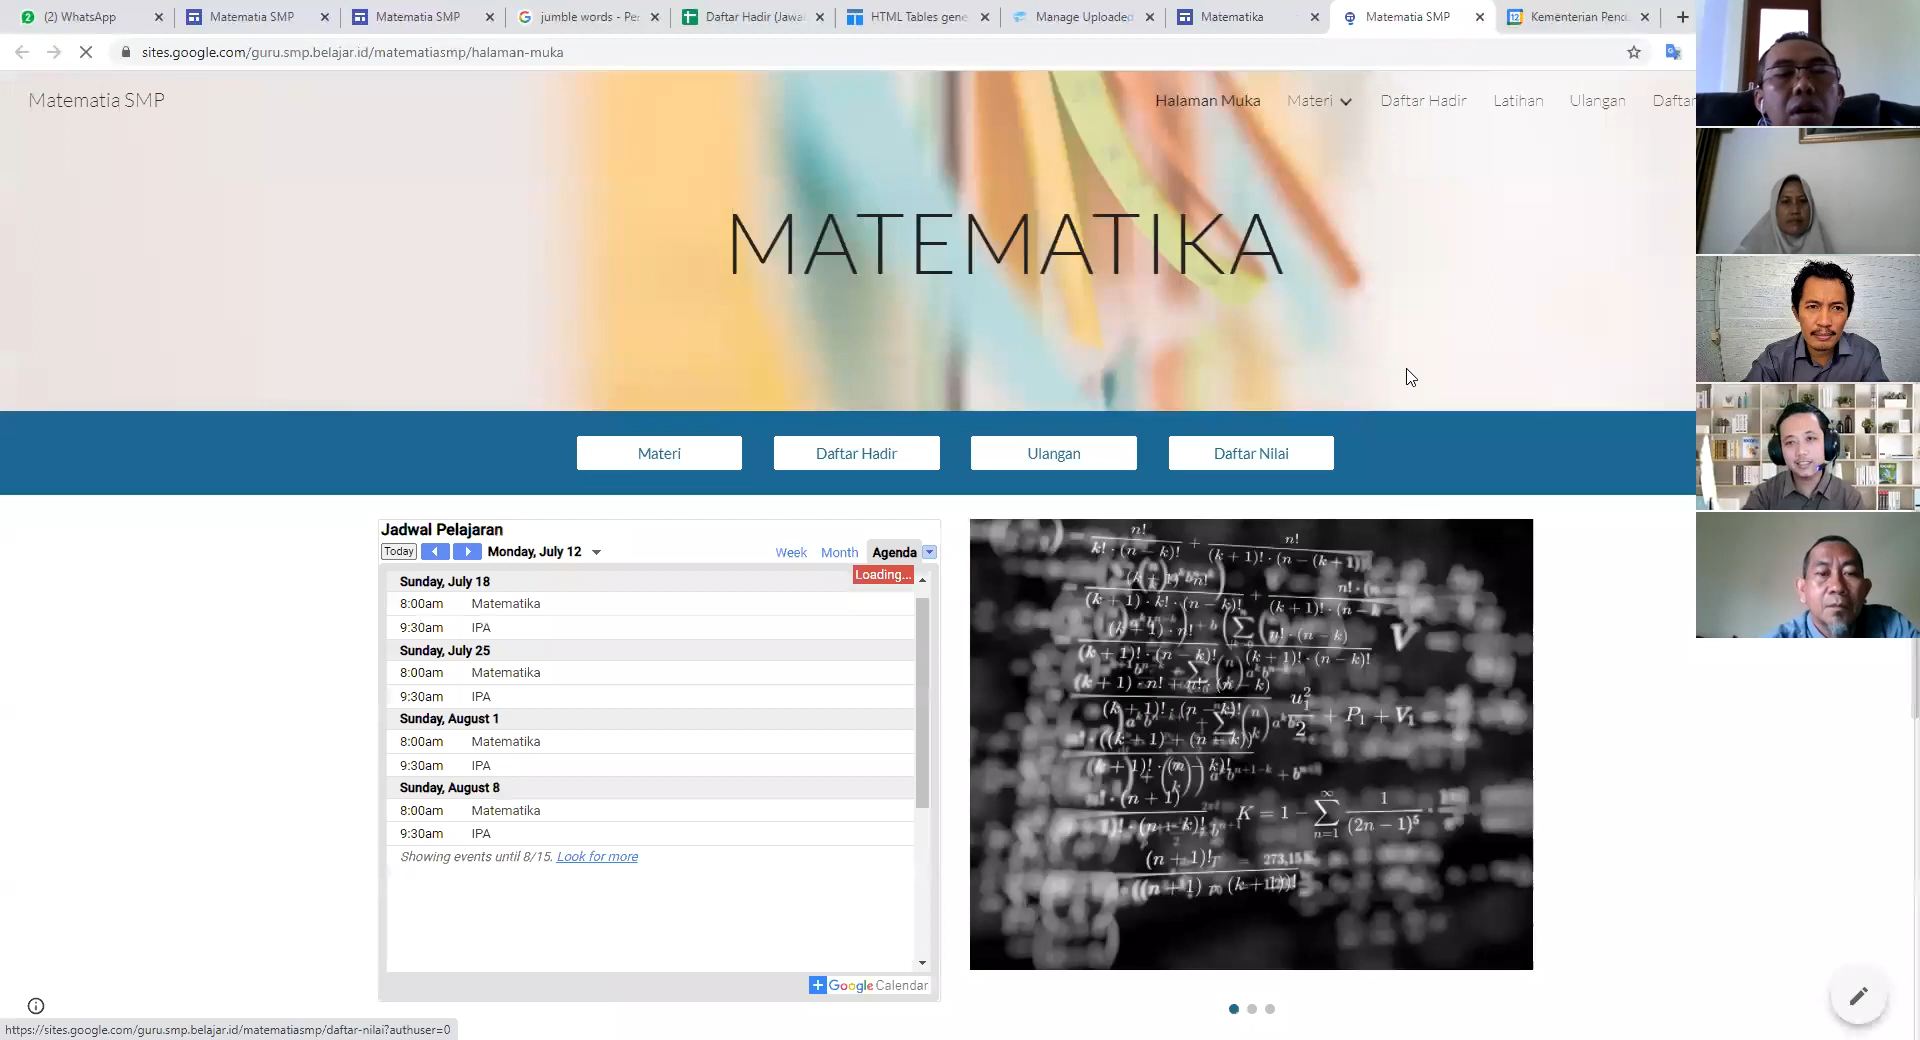 (2) WhatsApp
Matematia SMP
Matematia SMP
jumble words - Pe
Daftar Hadir (Jawa
HTML Tables gene
Manage Uploaded
Matematika
Matematia SMP
Kementerian Pend
sites.google.com/guru.smp.belajar.id/matematiasmp/halaman-muka
Matematia SMP
Halaman Muka
Materi
Daftar Hadir
Latihan
Ulangan
Daftar
MATEMATIKA
Materi
Daftar Hadir
Ulangan
Daftar Nilai
Jadwal Pelajaran
Today
Monday, July 12
Week
Month
Agenda
Loading...
Sunday, July 18
8:00am Matematika
9:30am IPA
Sunday, July 25
8:00am Matematika
9:30am IPA
Sunday, August 1
8:00am Matematika
9:30am IPA
Sunday, August 8
8:00am Matematika
9:30am IPA
Showing events until 8/15. Look for more
+ Google Calendar
https://sites.google.com/guru.smp.belajar.id/matematiasmp/daftar-nilai?authuser=0